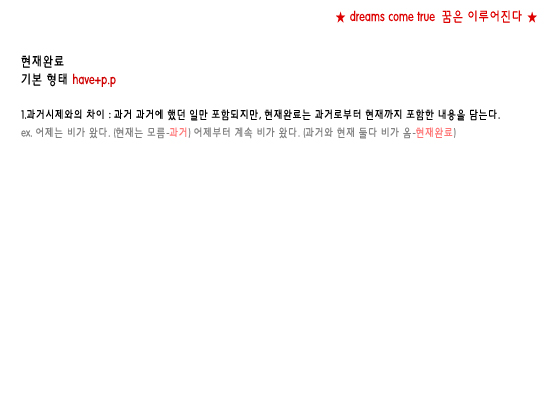 ★ dreams come true 꿈은 이루어진다 ★
현재완료
기본 형태 have+p.p
1.과거시제와의 차이 : 과거 과거에 했던 일만 포함되지만, 현재완료는 과거로부터 현재까지 포함한 내용을 담는다.
ex. 어제는 비가 왔다. (현재는 모름-과거) 어제부터 계속 비가 왔다. (과거와 현재 둘다 비가 옴-현재완료)